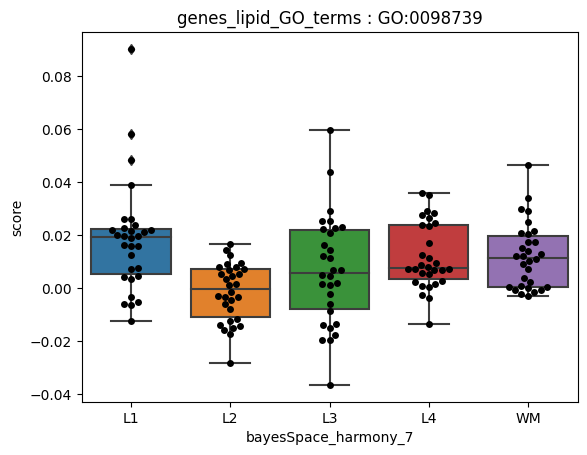 genes_lipid_GO_terms : GO:0098739
score
0.08
0.06
0.04
0.02
0.00
−0.02
−0.04
L1 L2 L3 L4 WM
bayesSpace_harmony_7